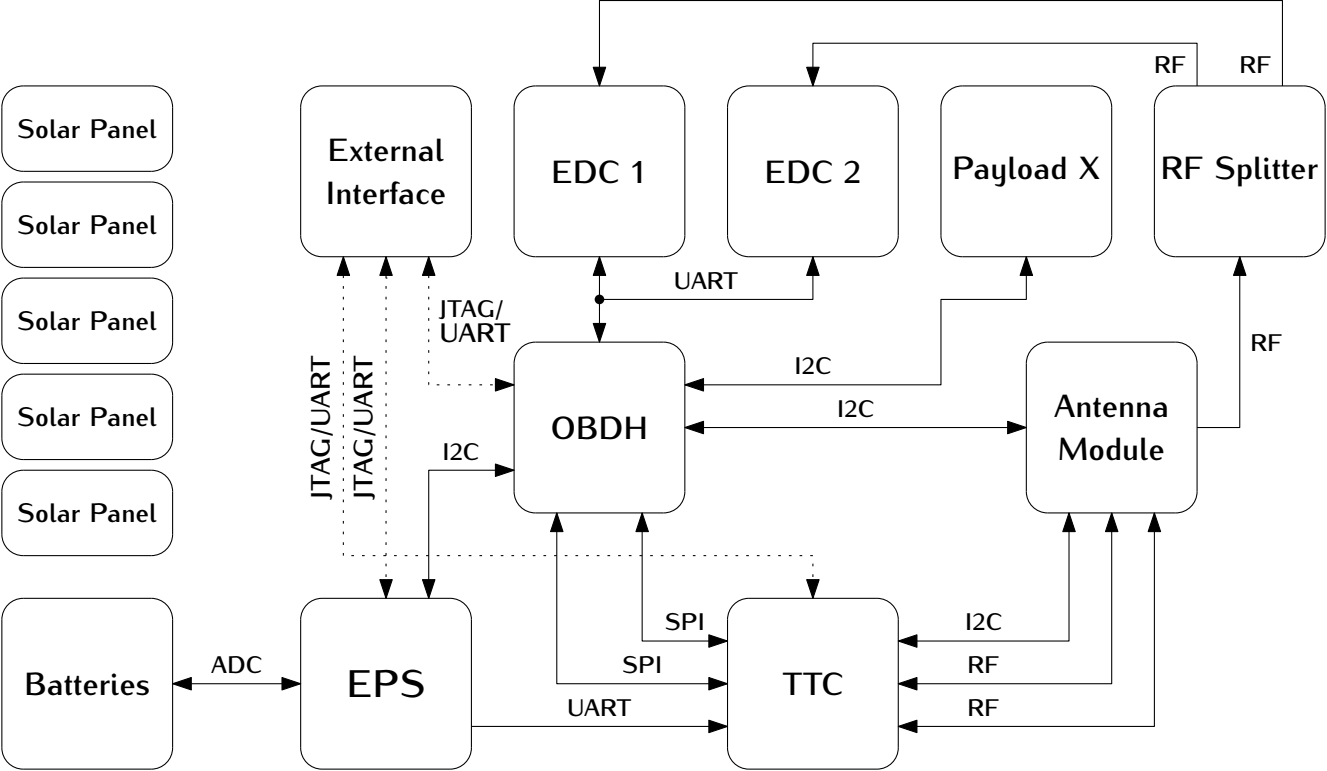 RF
RF
Solar Panel
External
Interface
EDC 1
EDC 2
Payload X
RF Splitter
Solar Panel
UART
JTAG/
UART
Solar Panel
RF
JTAG/UART
JTAG/UART
I2C
I2C
Solar Panel
OBDH
Antenna
Module
I2C
Solar Panel
SPI
I2C
Batteries
ADC
EPS
SPI
TTC
RF
UART
RF